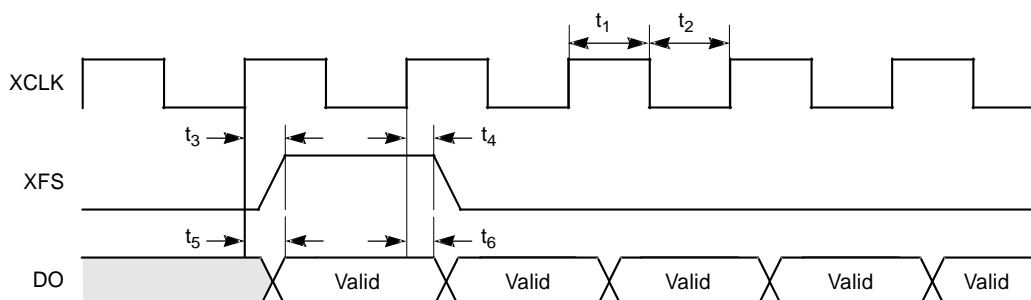 t1 t2
XCLK
t3 t4
XFS
t5 t6
DO Valid Valid Valid Valid Valid